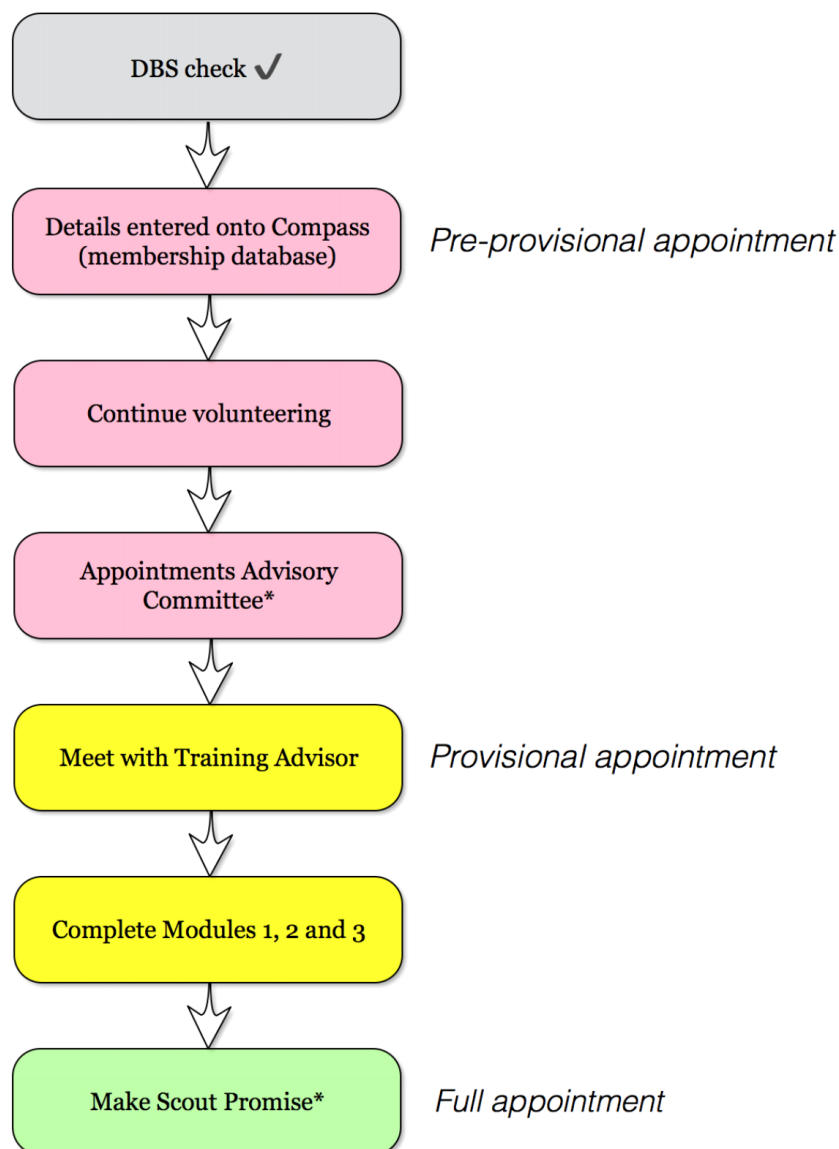 DBS check ✔
Details entered onto Compass
(membership database)
Pre-provisional appointment
Continue volunteering
Appointments Advisory
Committee*
Meet with Training Advisor
Provisional appointment
Complete Modules 1, 2 and 3
Make Scout Promise*
Full appointment